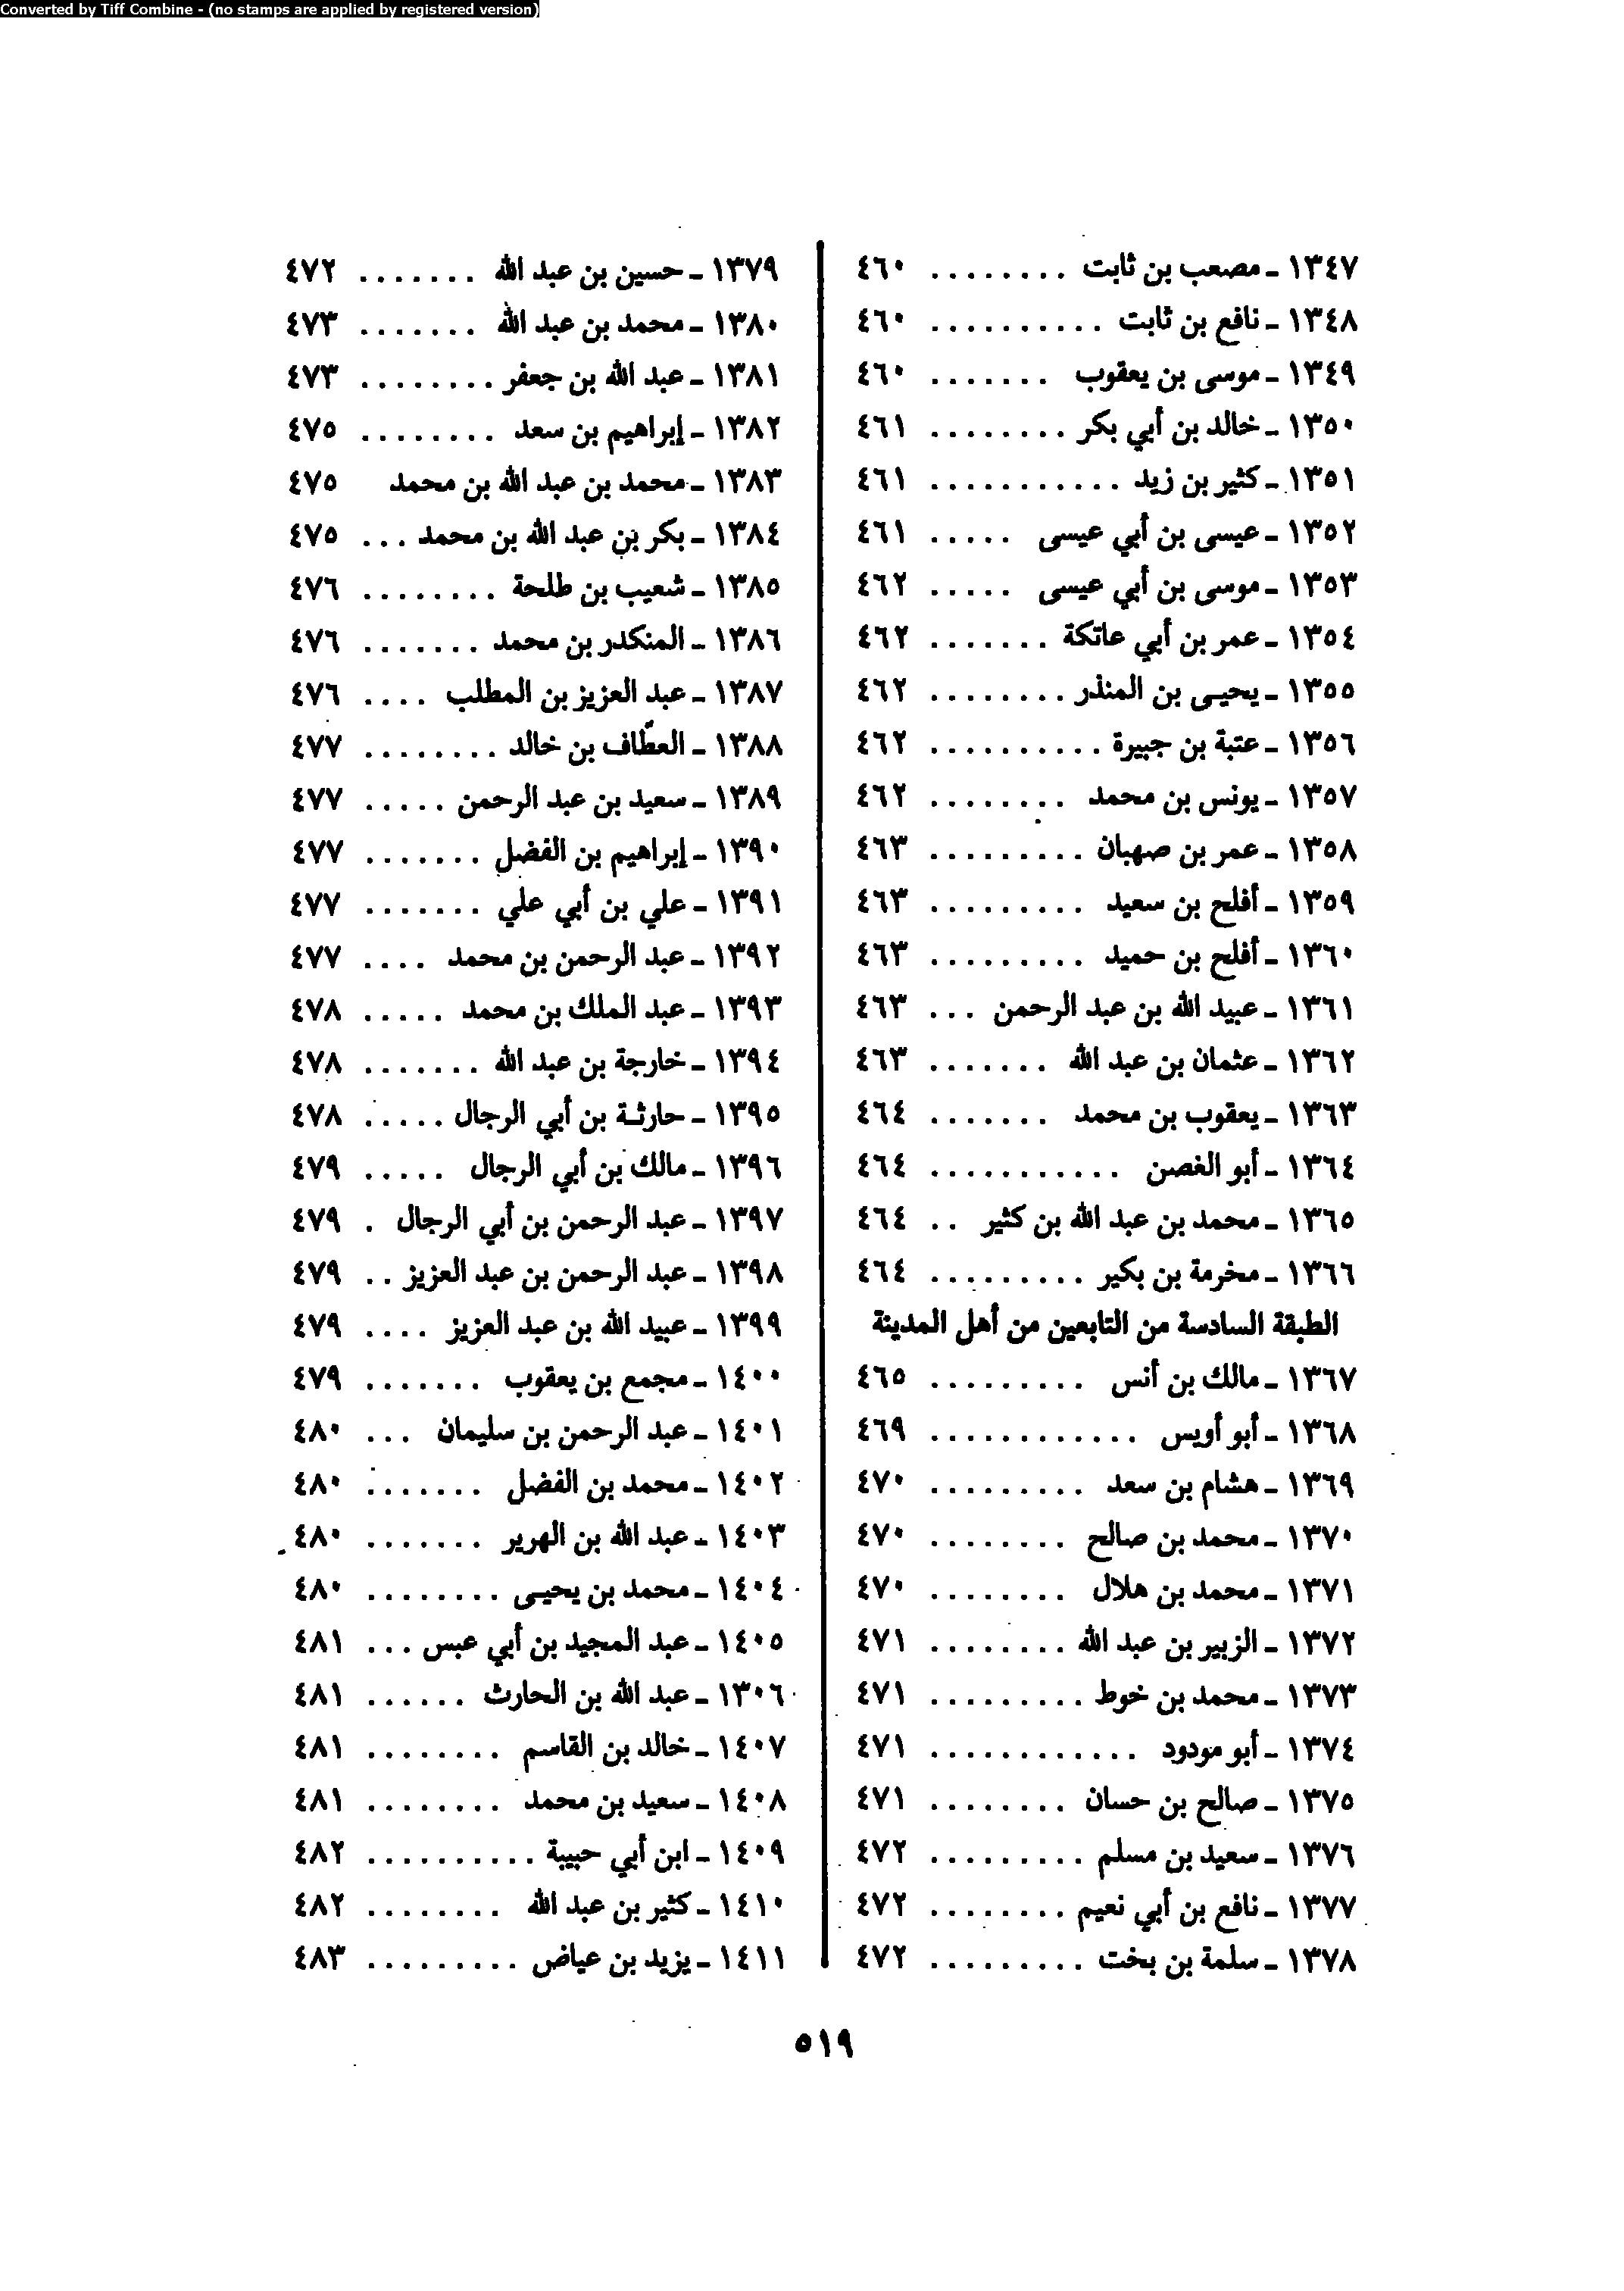 Converted by Tiff Combine - (no stamps are applied by registered version)
١٣٤٧ - مصعب بن ثابت ........ ٤٦٠
١٣٤٨ - نافع بن ثابت .......... ٤٦٠
١٣٤٩ - موسى بن يعقوب ....... ٤٦٠
١٣٥٠ - خالد بن أبي بكر ........ ٤٦١
١٣٥١ - كثير بن زيد ........... ٤٦١
١٣٥٢ - عيسى بن أبي عيسى ..... ٤٦١
١٣٥٣ - موسى بن أبي عيسى ..... ٤٦٢
١٣٥٤ - عمر بن أبي عاتكة ....... ٤٦٢
١٣٥٥ - يحيـى بن المنذر ........ ٤٦٢
١٣٥٦ - عتبة بن جبيرة .......... ٤٦٢
١٣٥٧ - يونس بن محمد ........ ٤٦٢
١٣٥٨ - عمر بن صهبان ......... ٤٦٣
١٣٥٩ - أفلح بن سعيد ......... ٤٦٣
١٣٦٠ - أفلح بن حميد ......... ٤٦٣
١٣٦١ - عبيد الله بن عبد الرحمن ... ٤٦٣
١٣٦٢ - عثمان بن عبد الله ....... ٤٦٣
١٣٦٣ - يعقوب بن محمد ....... ٤٦٤
١٣٦٤ - أبو الغصن ........... ٤٦٤
١٣٦٥ - محمد بن عبد الله بن كثير .. ٤٦٤
١٣٦٦ - مخرمة بن بكير ......... ٤٦٤
الطبقة السادسة من التابعين من أهل المدينة
١٣٦٧ - مالك بن أنس ......... ٤٦٥
١٣٦٨ - أبو أويس ............ ٤٦٩
١٣٦٩ - هشام بن سعد ......... ٤٧٠
١٣٧٠ - محمد بن صالح ........ ٤٧٠
١٣٧١ - محمد بن هلال ........ ٤٧٠
١٣٧٢ - الزبير بن عبد الله ........ ٤٧١
١٣٧٣ - محمد بن خوط ......... ٤٧١
١٣٧٤ - أبو مودود ............ ٤٧١
١٣٧٥ - صالح بن حسان ........ ٤٧١
١٣٧٦ - سعيد بن مسلم ......... ٤٧٢
١٣٧٧ - نافع بن أبي نعيم ........ ٤٧٢
١٣٧٨ - سلمة بن بخت ......... ٤٧٢
١٣٧٩ - حسين بن عبد الله ....... ٤٧٢
١٣٨٠ - محمد بن عبد الله ....... ٤٧٣
١٣٨١ - عبد الله بن جعفر ........ ٤٧٣
١٣٨٢ - إبراهيم بن سعد ........ ٤٧٥
١٣٨٣ - محمد بن عبد الله بن محمد ٤٧٥
١٣٨٤ - بكر بن عبد الله بن محمد ... ٤٧٥
١٣٨٥ - شعيب بن طلحة ........ ٤٧٦
١٣٨٦ - المنكدر بن محمد ....... ٤٧٦
١٣٨٧ - عبد العزيز بن المطلب .... ٤٧٦
١٣٨٨ - العطّاف بن خالد ........ ٤٧٧
١٣٨٩ - سعيد بن عبد الرحمن ..... ٤٧٧
١٣٩٠ - إبراهيم بن الفضل ....... ٤٧٧
١٣٩١ - علي بن أبي علي ....... ٤٧٧
١٣٩٢ - عبد الرحمن بن محمد .... ٤٧٧
١٣٩٣ - عبد الملك بن محمد ..... ٤٧٨
١٣٩٤ - خارجة بن عبد الله ....... ٤٧٨
١٣٩٥ - حارثـة بن أبي الرجال ..... ٤٧٨
١٣٩٦ - مالك بن أبي الرجال ..... ٤٧٩
١٣٩٧ - عبد الرحمن بن أبي الرجال . ٤٧٩
١٣٩٨ - عبد الرحمن بن عبد العزيز .. ٤٧٩
١٣٩٩ - عبيد الله بن عبد العزيز .... ٤٧٩
١٤٠٠ - مجمع بن يعقوب ....... ٤٧٩
١٤٠١ - عبد الرحمن بن سليمان ... ٤٨٠
١٤٠٢ - محمد بن الفضل ....... ٤٨٠
١٤٠٣ - عبد الله بن الهرير ....... ٤٨٠
١٤٠٤ - محمد بن يحيـى ........ ٤٨٠
١٤٠٥ - عبد المجيد بن أبي عبس ... ٤٨١
١٣٠٦ - عبد الله بن الحارث ...... ٤٨١
١٤٠٧ - خالد بن القاسم ........ ٤٨١
١٤٠٨ - سعيد بن محمد ........ ٤٨١
١٤٠٩ - ابن أبي حبيبة .......... ٤٨٢
١٤١٠ - كثير بن عبد الله ........ ٤٨٢
١٤١١ - يزيد بن عياض ......... ٤٨٣
٥١٩